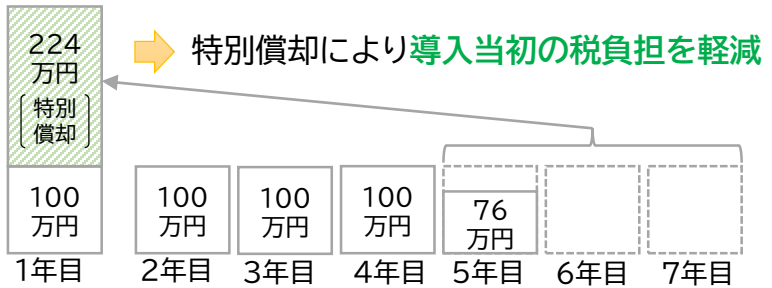 特別償却により導入当初の税負担を軽減
224
万円
特別
償却
100
万円
100
万円
100
万円
100
万円
76
万円
1年目
2年目
3年目
4年目
5年目
6年目
7年目